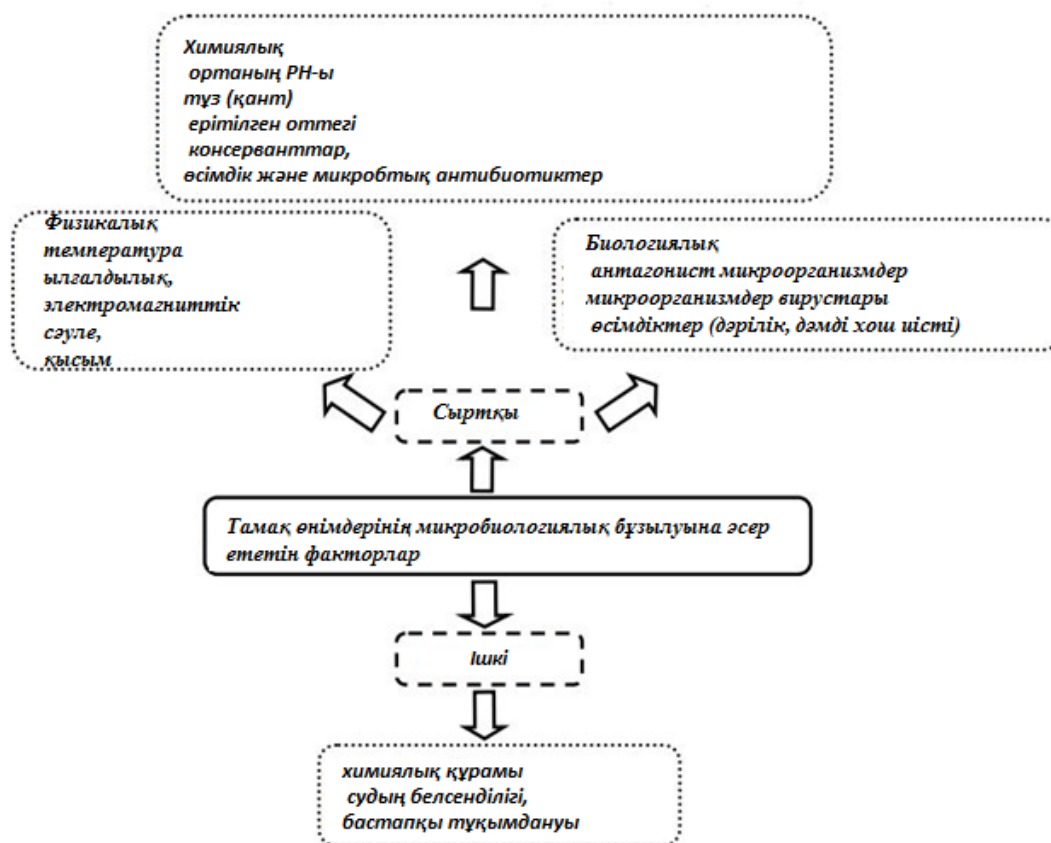 Химиялық
ортаның РН-ы
тұз (қант)
ерітілген оттегі
консерванттар,
өсімдік және микробтық антибиотиктер
Физикалық
температура
ылғалдылық,
электромагниттік
сәуле,
қысым
Биологиялық
антагонист микроорганизмдер
микроорганизмдер вирустары
өсімдіктер (дәрілік, дәмді хош иісті)
Сыртқы
Тамақ өнімдерінің микробиологиялық бұзылуына әсер
ететін факторлар
Ішкі
химиялық құрамы
судың белсенділігі,
бастапқы тұқымдануы